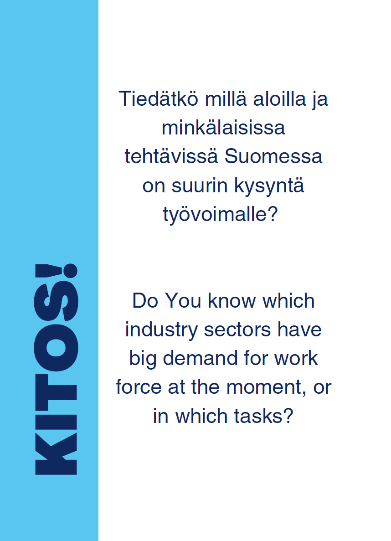 KITOS!
Tiedätkö millä aloilla ja
minkälaisissa
tehtävissä Suomessa
on suurin kysyntä
työvoimalle?
Do You know which
industry sectors have
big demand for work
force at the moment, or
in which tasks?